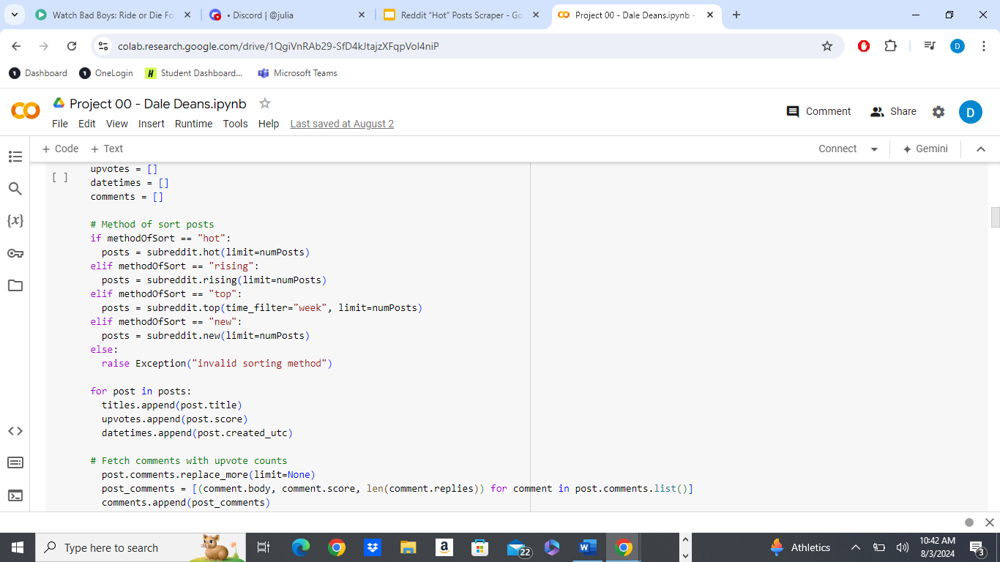 Watch Bad Boys: Ride or Die Fo
• Discord | @julia
Reddit “Hot” Posts Scraper - Go
Project 00 - Dale Deans.ipynb -
colab.research.google.com/drive/1QgiVnRAb29-SfD4kJtajzXFqpVol4niP
D
Dashboard
OneLogin
Student Dashboard...
Microsoft Teams
Project 00 - Dale Deans.ipynb
File Edit View Insert Runtime Tools Help Last saved at August 2
Comment
Share
D
+ Code + Text
Connect
Gemini
[ ]
upvotes = []
datetimes = []
comments = []
# Method of sort posts
if methodOfSort == "hot":
  posts = subreddit.hot(limit=numPosts)
elif methodOfSort == "rising":
  posts = subreddit.rising(limit=numPosts)
elif methodOfSort == "top":
  posts = subreddit.top(time_filter="week", limit=numPosts)
elif methodOfSort == "new":
  posts = subreddit.new(limit=numPosts)
else:
  raise Exception("invalid sorting method")
for post in posts:
  titles.append(post.title)
  upvotes.append(post.score)
  datetimes.append(post.created_utc)
# Fetch comments with upvote counts
  post.comments.replace_more(limit=None)
  post_comments = [(comment.body, comment.score, len(comment.replies)) for comment in post.comments.list()]
  comments.append(post_comments)
Type here to search
22
Athletics
10:42 AM
8/3/2024
3